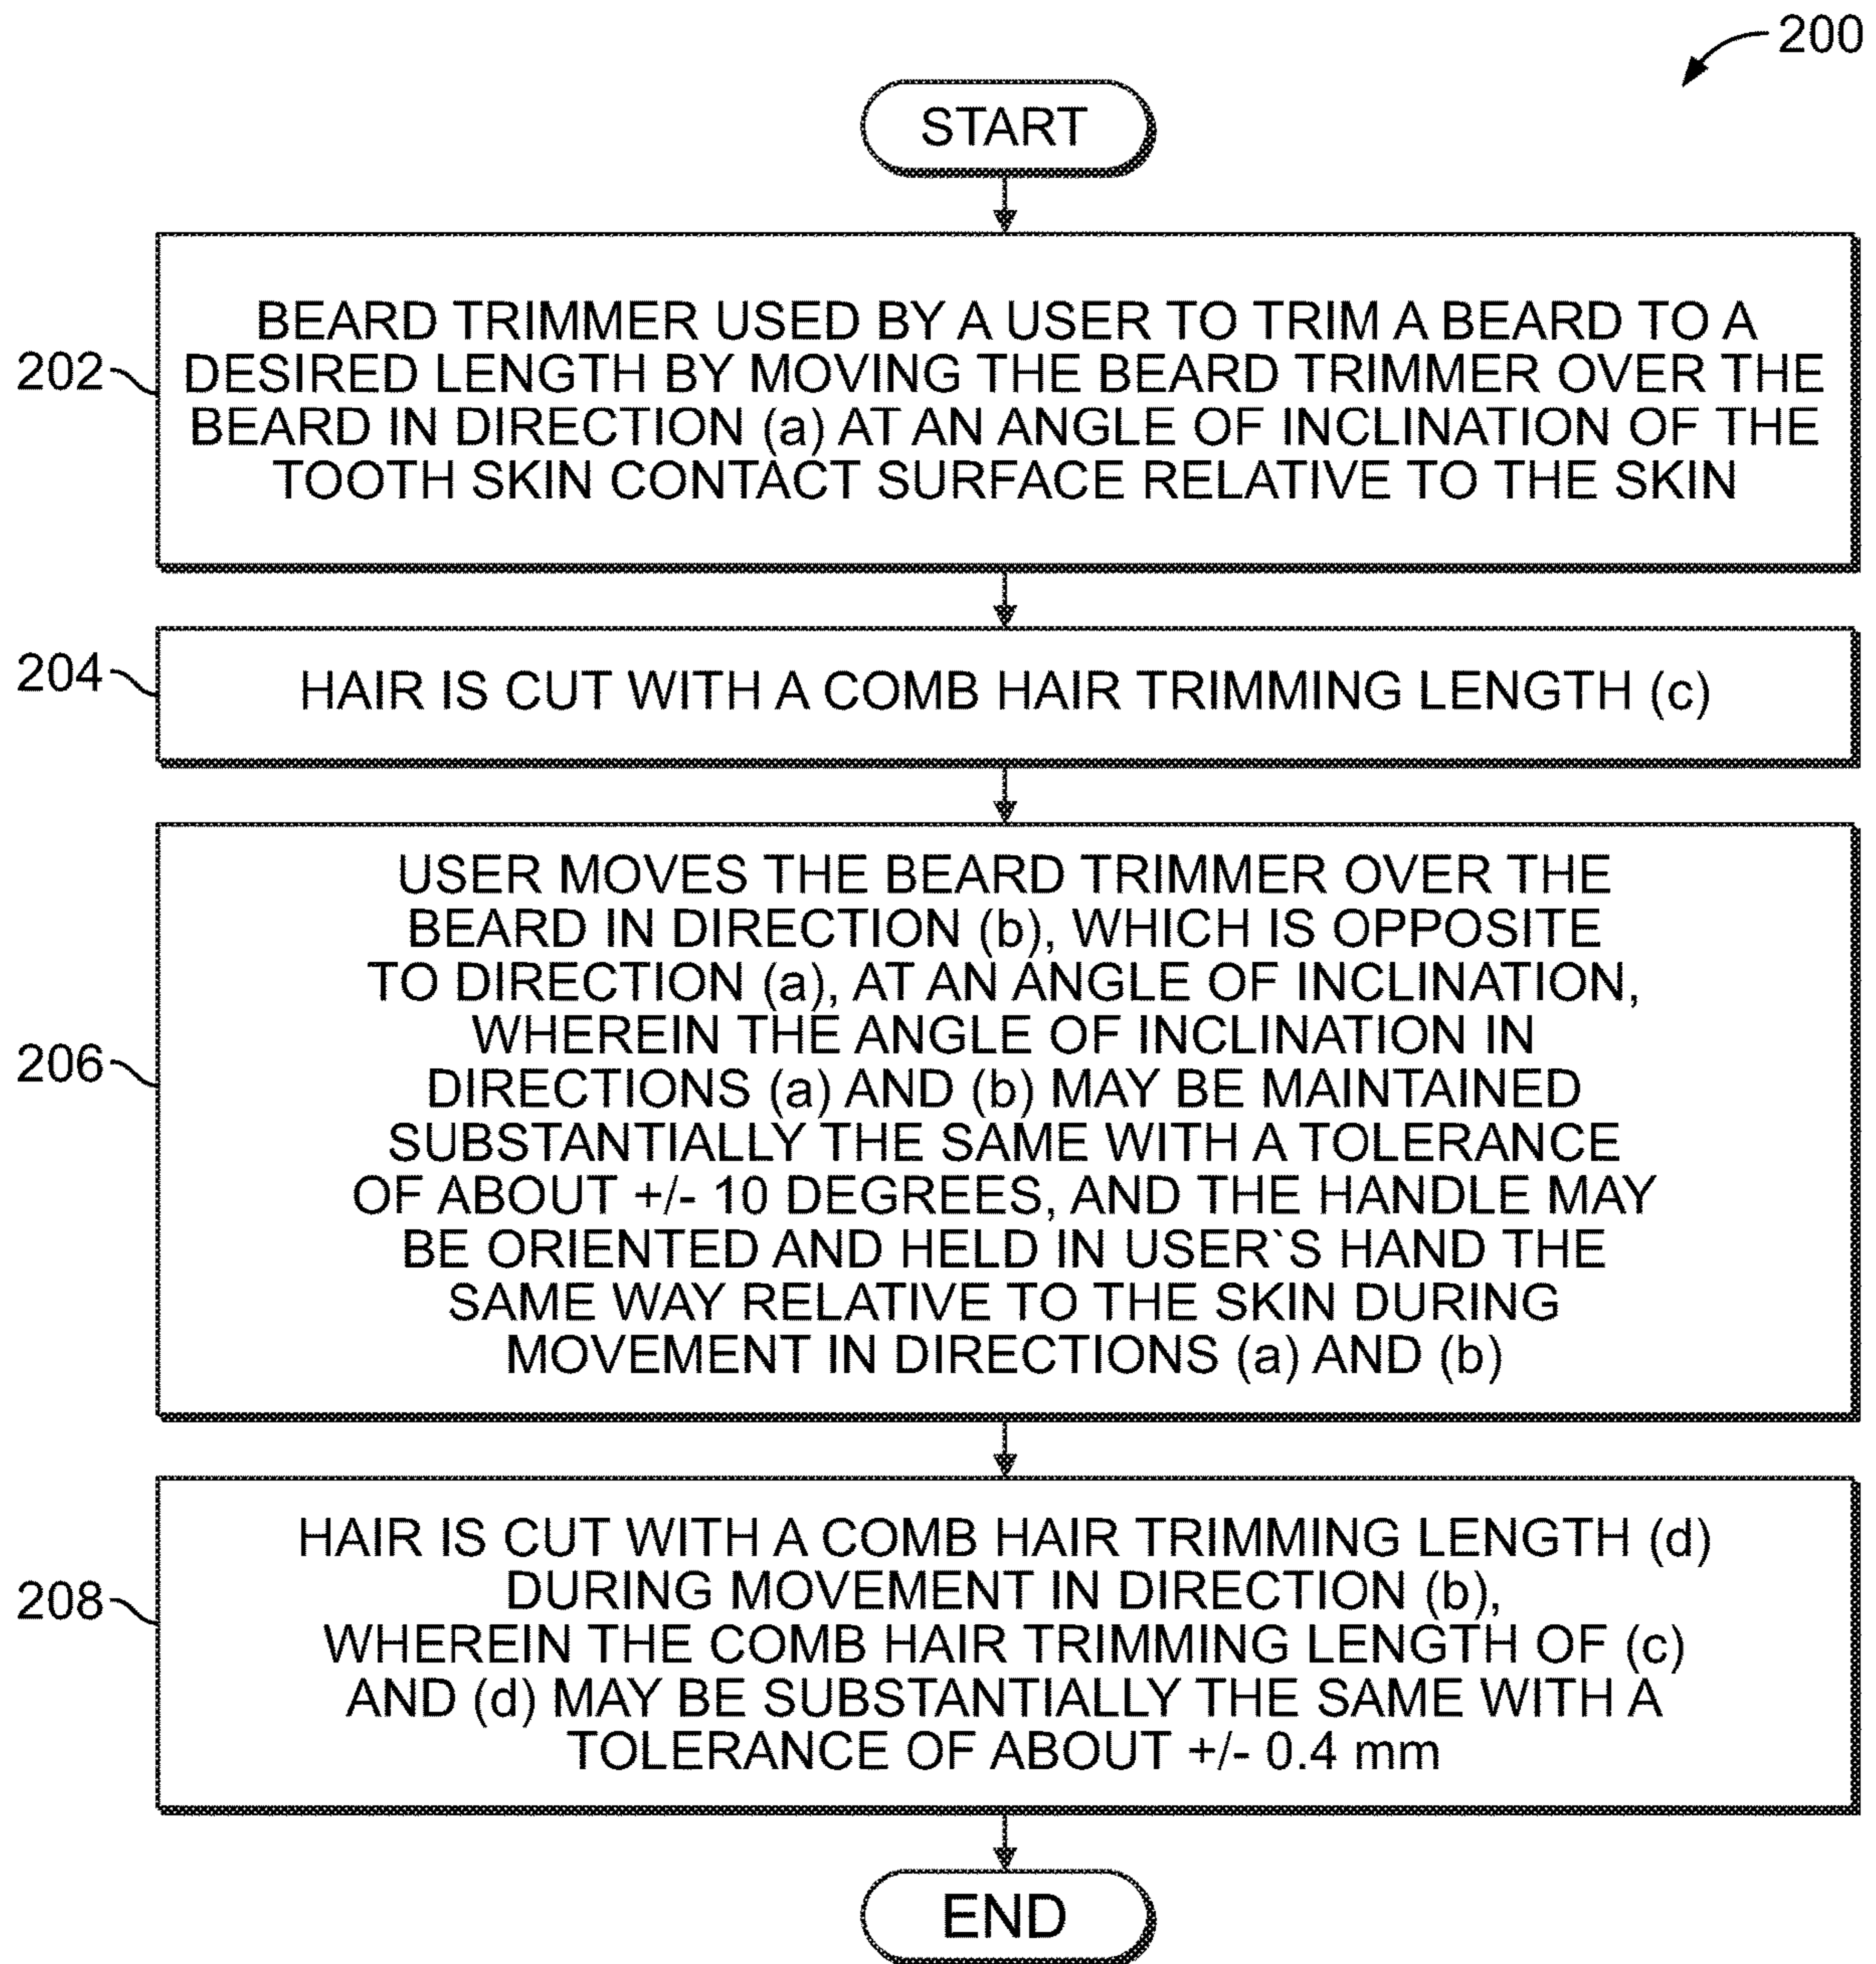 200
START
202
BEARD TRIMMER USED BY A USER TO TRIM A BEARD TO A
DESIRED LENGTH BY MOVING THE BEARD TRIMMER OVER THE
BEARD IN DIRECTION (a) AT AN ANGLE OF INCLINATION OF THE
TOOTH SKIN CONTACT SURFACE RELATIVE TO THE SKIN
204
HAIR IS CUT WITH A COMB HAIR TRIMMING LENGTH (c)
206
USER MOVES THE BEARD TRIMMER OVER THE
BEARD IN DIRECTION (b), WHICH IS OPPOSITE
TO DIRECTION (a), AT AN ANGLE OF INCLINATION,
WHEREIN THE ANGLE OF INCLINATION IN
DIRECTIONS (a) AND (b) MAY BE MAINTAINED
SUBSTANTIALLY THE SAME WITH A TOLERANCE
OF ABOUT +/- 10 DEGREES, AND THE HANDLE MAY
BE ORIENTED AND HELD IN USER`S HAND THE
SAME WAY RELATIVE TO THE SKIN DURING
MOVEMENT IN DIRECTIONS (a) AND (b)
208
HAIR IS CUT WITH A COMB HAIR TRIMMING LENGTH (d)
DURING MOVEMENT IN DIRECTION (b),
WHEREIN THE COMB HAIR TRIMMING LENGTH OF (c)
AND (d) MAY BE SUBSTANTIALLY THE SAME WITH A
TOLERANCE OF ABOUT +/- 0.4 mm
END